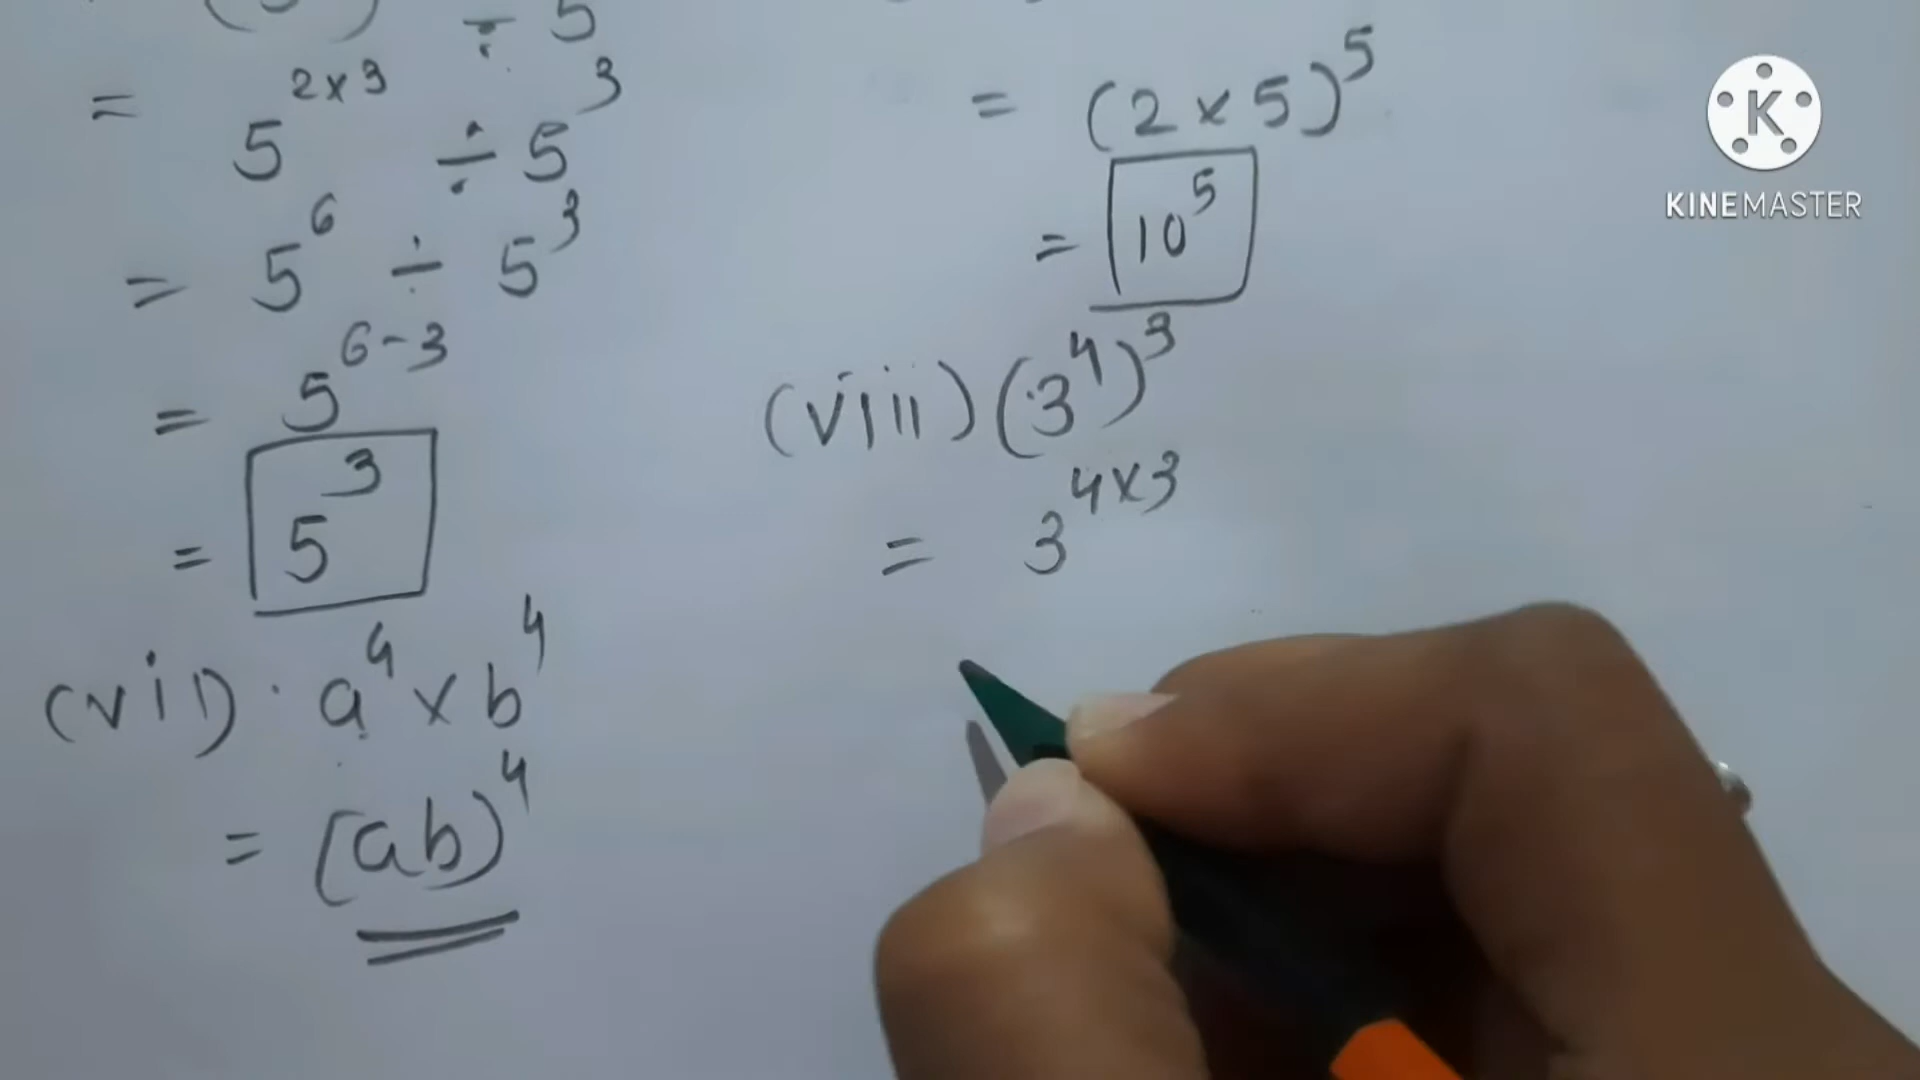 ÷ 5
= 5^{2×3} ÷ 5^3
= 5^6 ÷ 5^3
= 5^{6-3}
= 5^3
(vii) · a^4 × b^4
= (ab)^4
= (2 × 5)^5
= 10^5
(viii) (3^4)^3
= 3^{4×3}
K
KINEMASTER